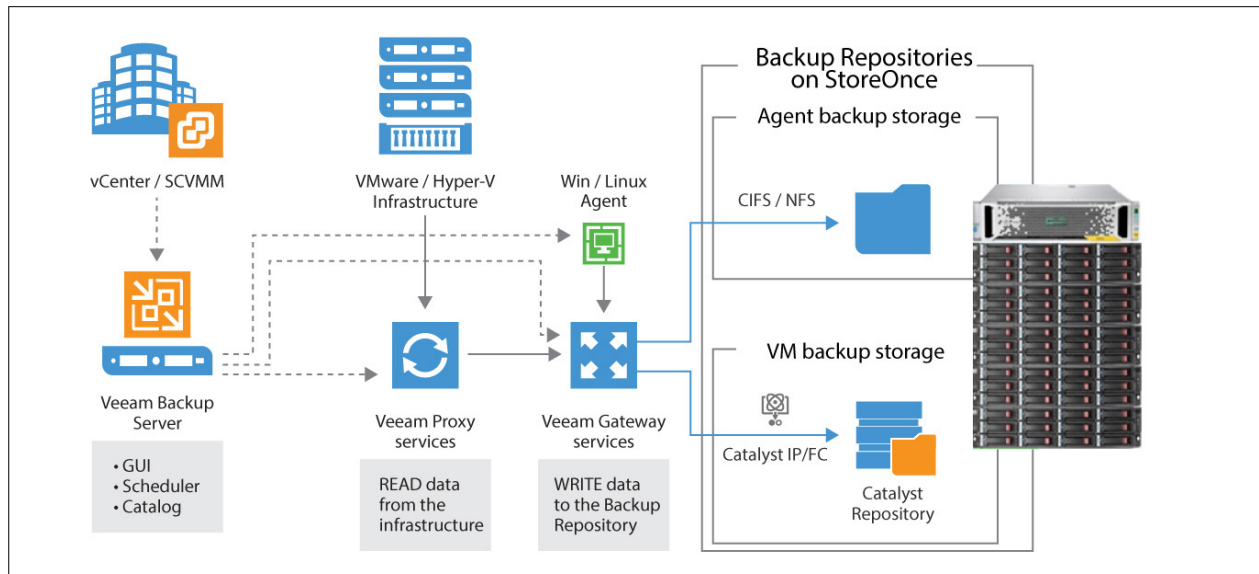 Backup Repositories
on StoreOnce
Agent backup storage
vCenter / SCVMM
VMware / Hyper-V
Infrastructure
Win / Linux
Agent
CIFS / NFS
VM backup storage
Veeam Backup
Server
Veeam Proxy
services
Veeam Gateway
services
Catalyst IP/FC
• GUI
• Scheduler
• Catalog
READ data
from the
infrastructure
WRITE data
to the Backup
Repository
Catalyst
Repository